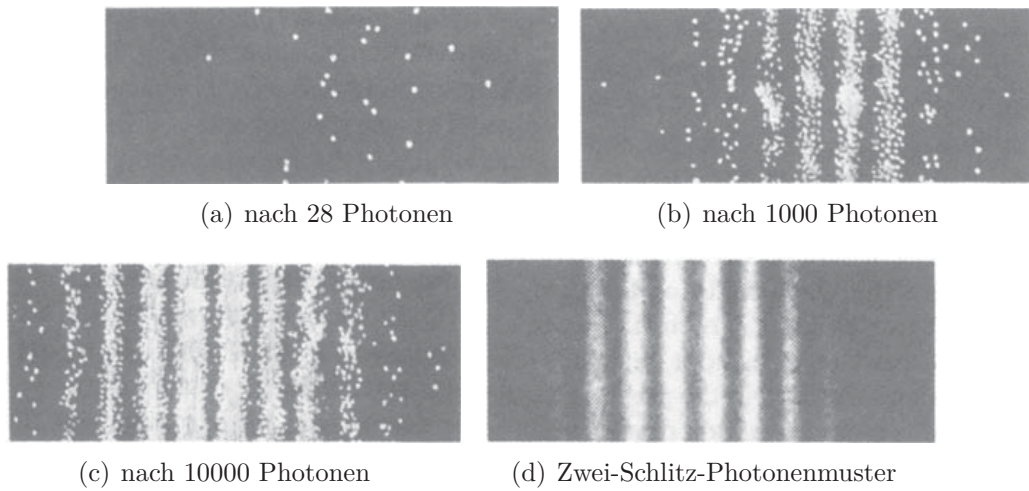 (a) nach 28 Photonen
(b) nach 1000 Photonen
(c) nach 10000 Photonen
(d) Zwei-Schlitz-Photonenmuster